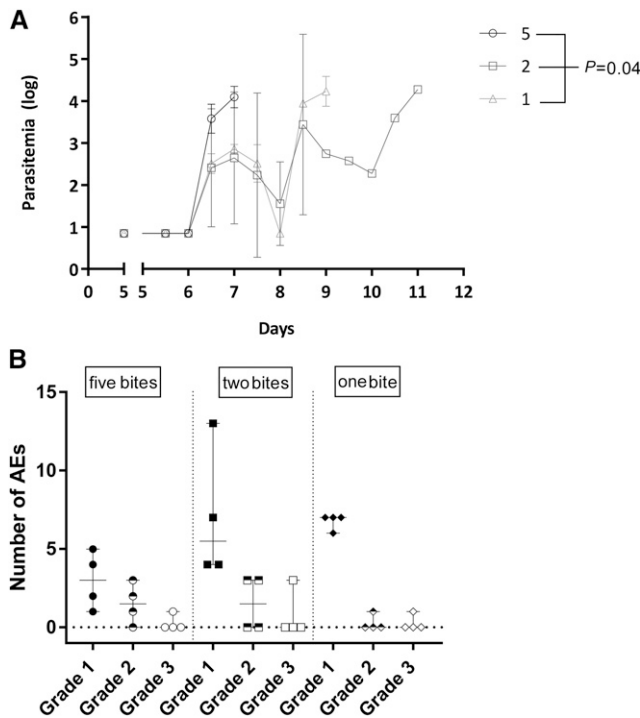 A
Parasitemia (log)
6
5
4
3
2
1
0
0 5 5 6 7 8 9 10 11 12
Days
5
2
1
P=0.04
B
five bites two bites one bite
Number of AEs
15
10
5
0
Grade 1 Grade 2 Grade 3 Grade 1 Grade 2 Grade 3 Grade 1 Grade 2 Grade 3